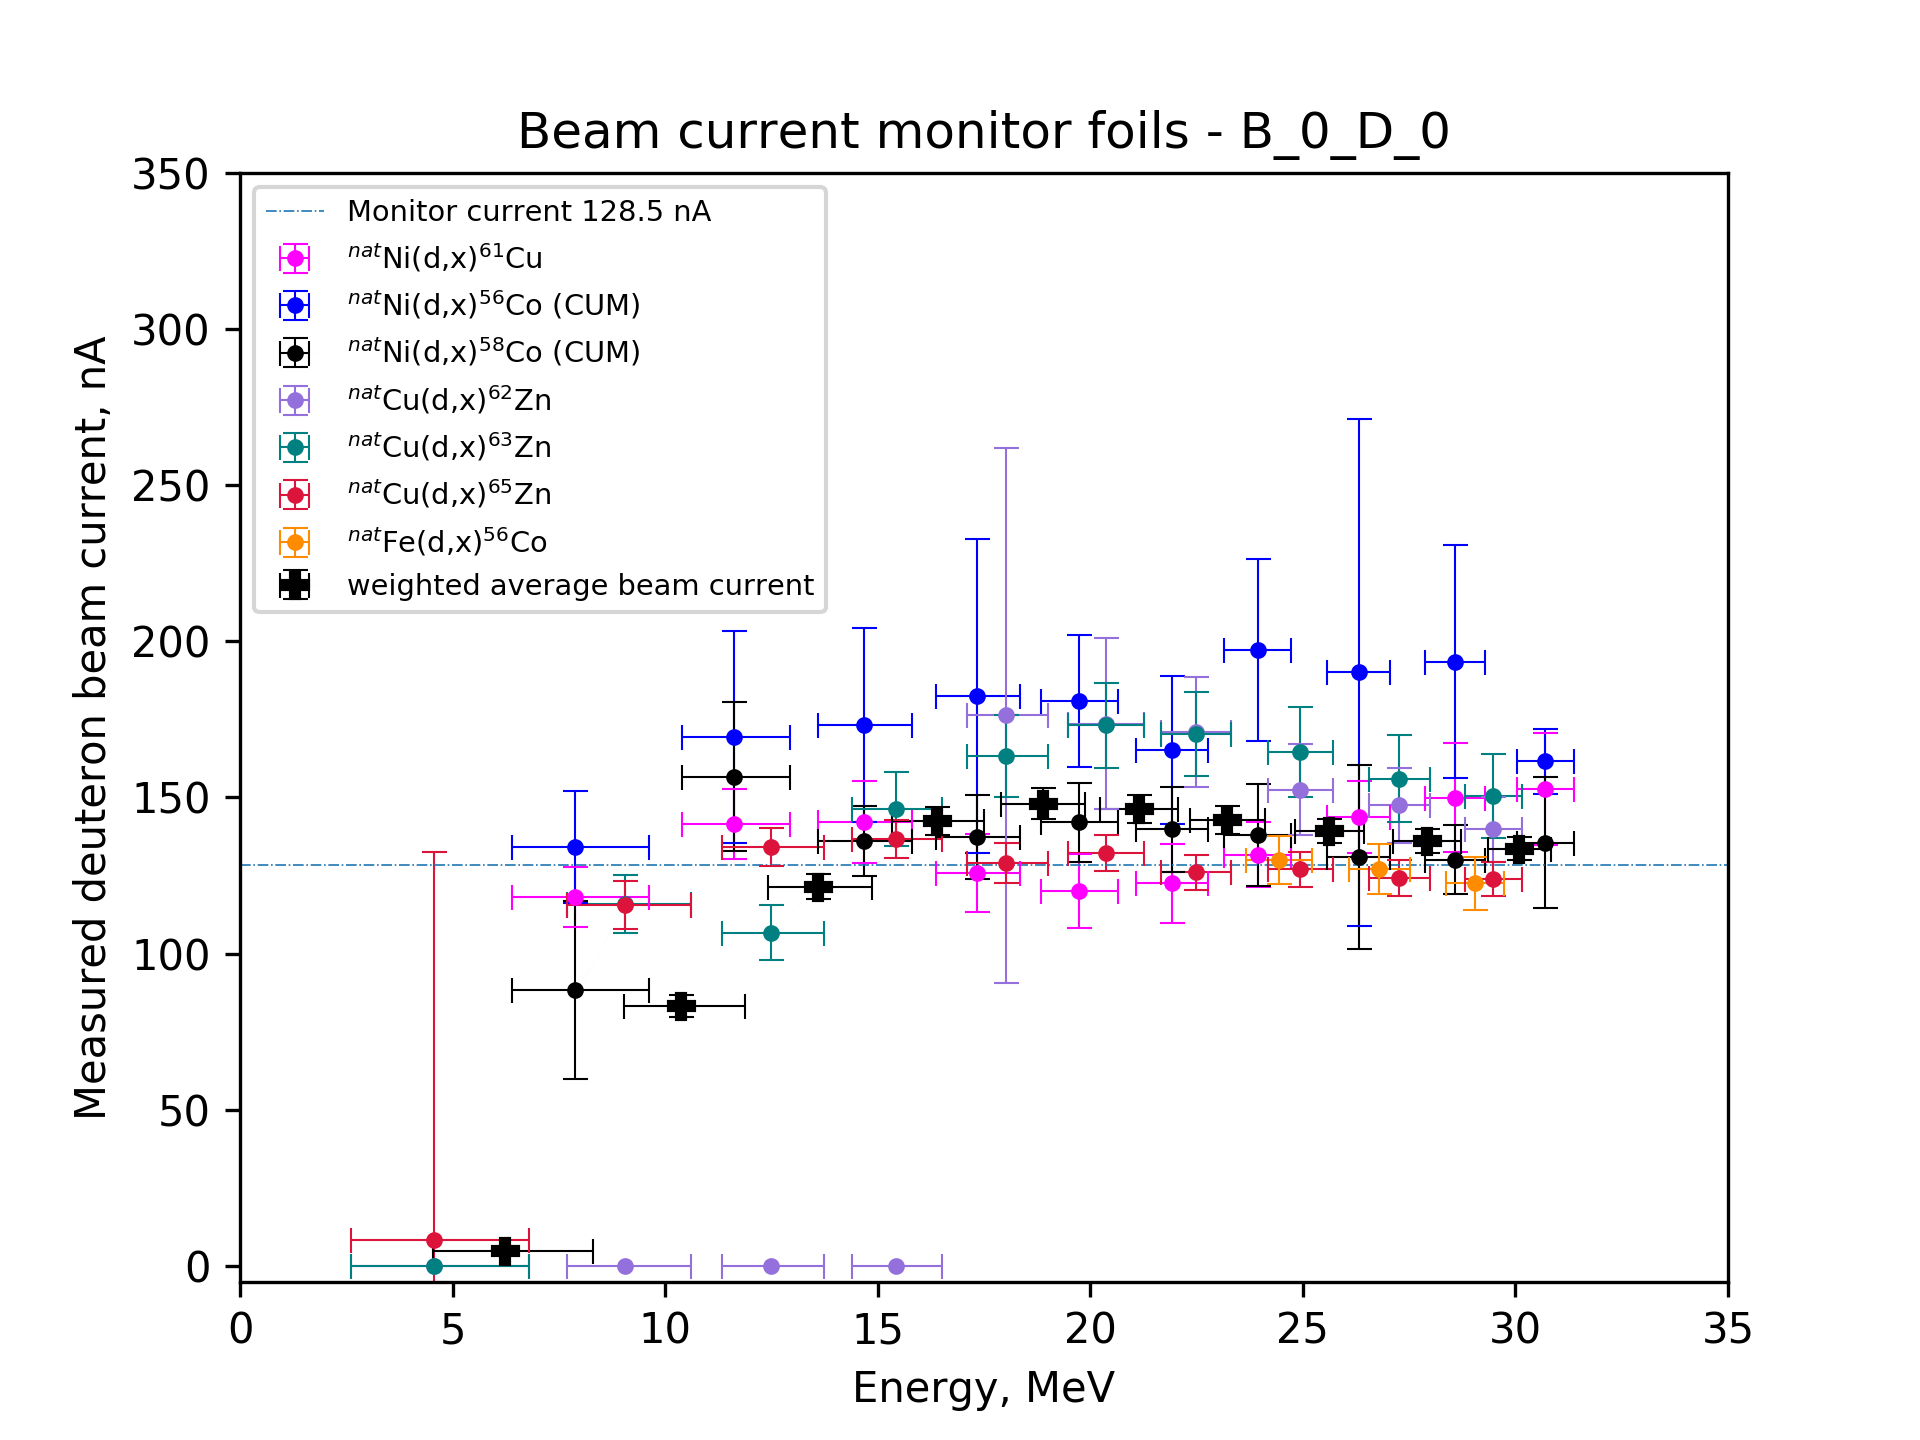 Beam current monitor foils - B_0_D_0
Measured deuteron beam current, nA
350
300
250
200
150
100
50
0
Monitor current 128.5 nA
natNi(d,x)61Cu
natNi(d,x)56Co (CUM)
natNi(d,x)58Co (CUM)
natCu(d,x)62Zn
natCu(d,x)63Zn
natCu(d,x)65Zn
natFe(d,x)56Co
weighted average beam current
0 5 10 15 20 25 30 35
Energy, MeV